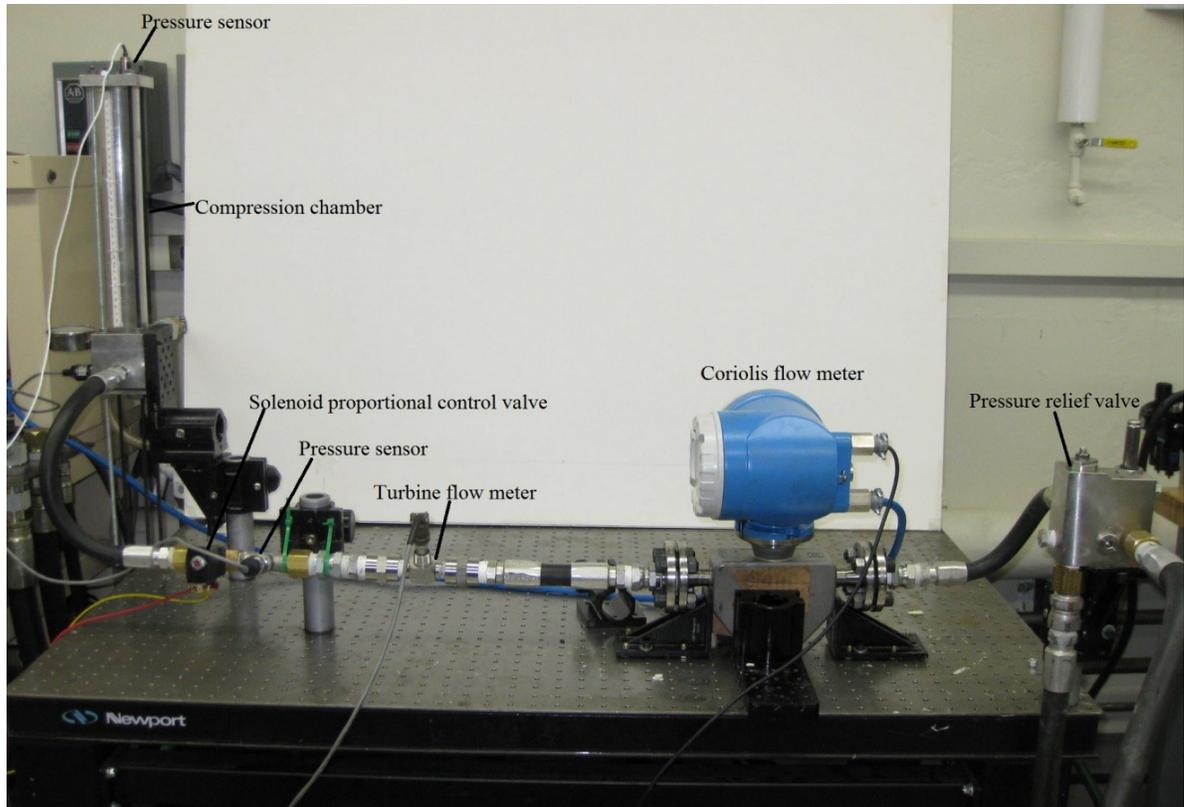 Pressure sensor
AB
Compression chamber
Coriolis flow meter
Solenoid proportional control valve
Pressure relief valve
Pressure sensor
Turbine flow meter
Newport